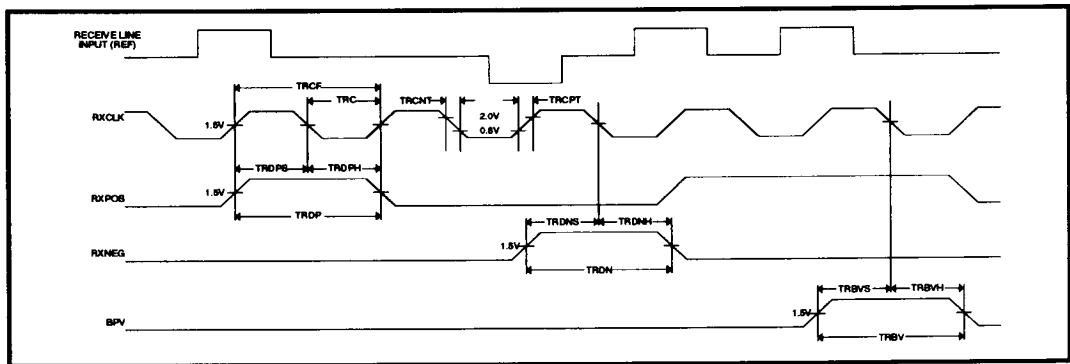 RECEIVE LINE
INPUT (REF)
TRCF
TRC
TRCNT
TRCPT
RXCLK
1.5V
2.0V
0.8V
TRDPS
TRDPH
RXPOS
1.5V
TRDP
TRDNS
TRDNH
RXNEG
1.5V
TRDN
TRBVS
TRBVH
BPV
1.5V
TRBV